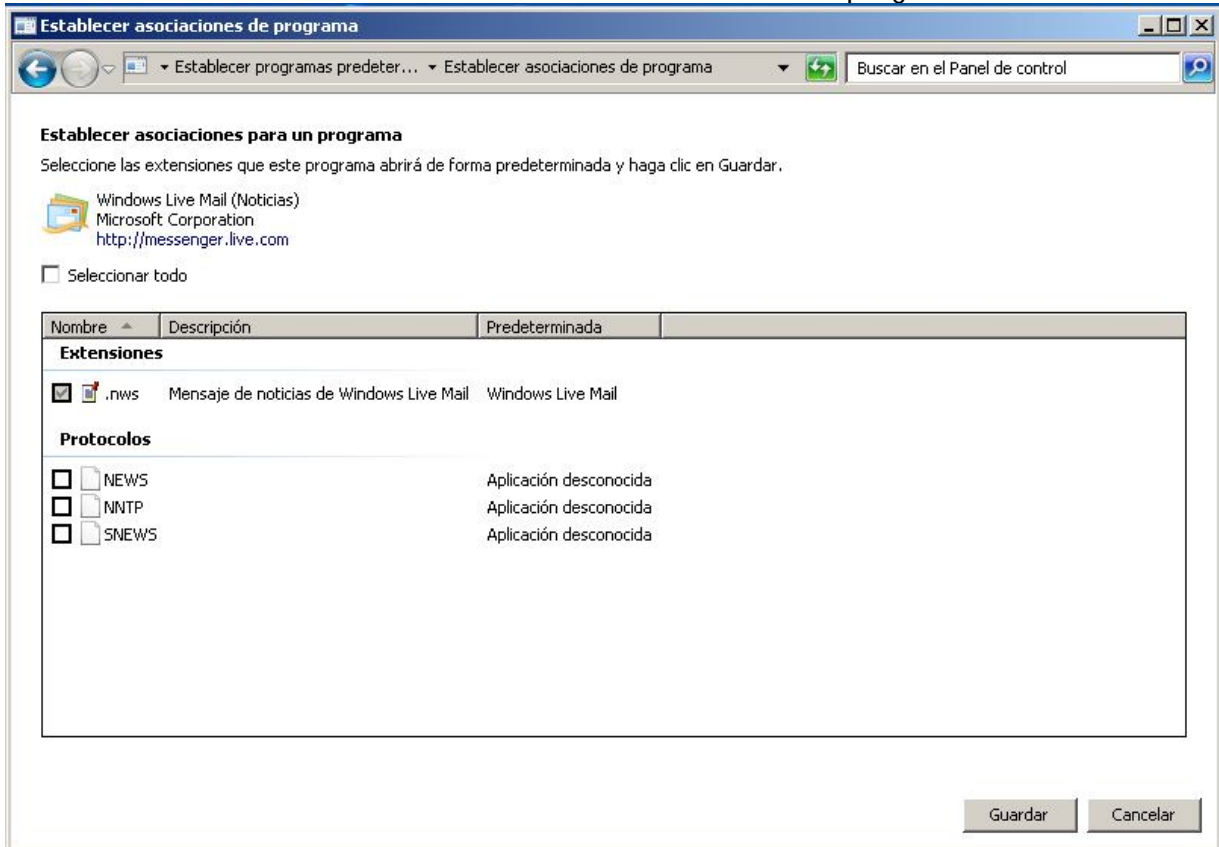 Establecer asociaciones de programa
Establecer programas predeter... Establecer asociaciones de programa Buscar en el Panel de control
Establecer asociaciones para un programa
Seleccione las extensiones que este programa abrirá de forma predeterminada y haga clic en Guardar.
Windows Live Mail (Noticias)
Microsoft Corporation
http://messenger.live.com
Seleccionar todo
Nombre Descripción Predeterminada
Extensiones
.nws Mensaje de noticias de Windows Live Mail Windows Live Mail
Protocolos
NEWS Aplicación desconocida
NNTP Aplicación desconocida
SNEWS Aplicación desconocida
Guardar Cancelar